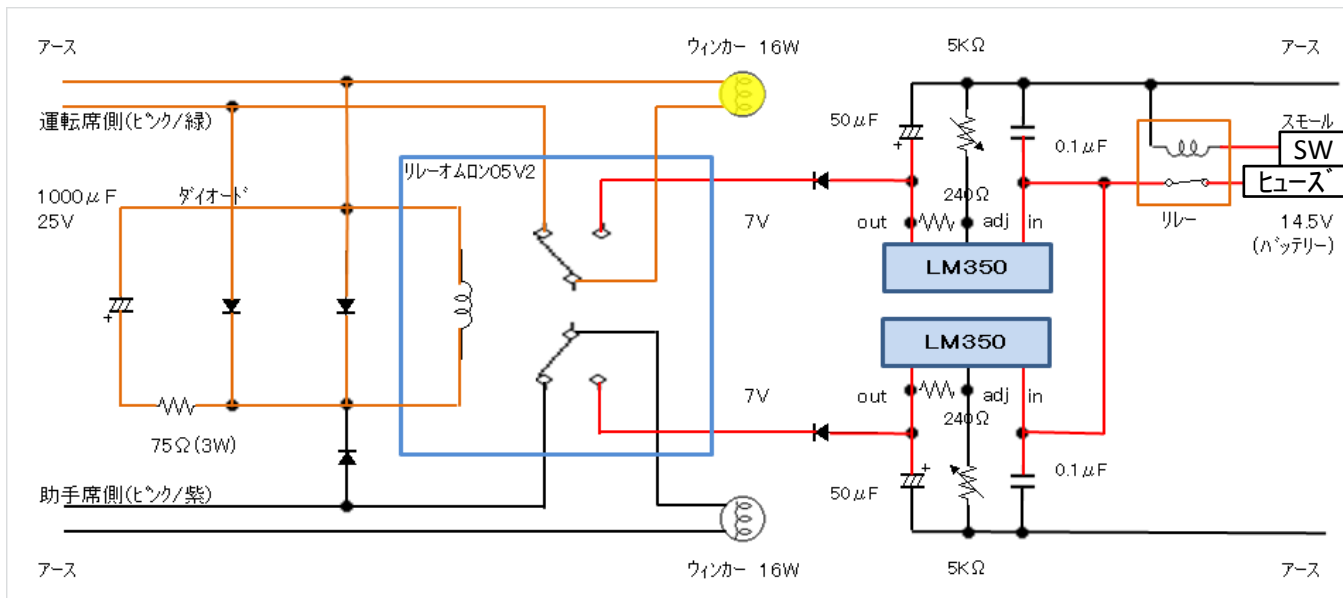 アース
ウィンカー 16W
5KΩ
アース
運転席側(ピンク/緑)
50μF
0.1μF
スモール
SW
ヒューズ
リレーオムロン05V2
1000μF
25V
ダイオード
7V
240Ω
out
adj
in
リレー
14.5V
(バッテリー)
LM350
LM350
7V
out
adj
in
240Ω
75Ω(3W)
助手席側(ピンク/紫)
50μF
0.1μF
アース
ウィンカー 16W
5KΩ
アース